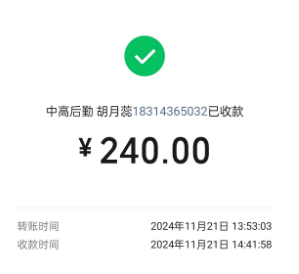 中高后勤 胡月蕊18314365032已收款
¥240.00
转账时间 2024年11月21日 13:53:03
收款时间 2024年11月21日 14:41:58